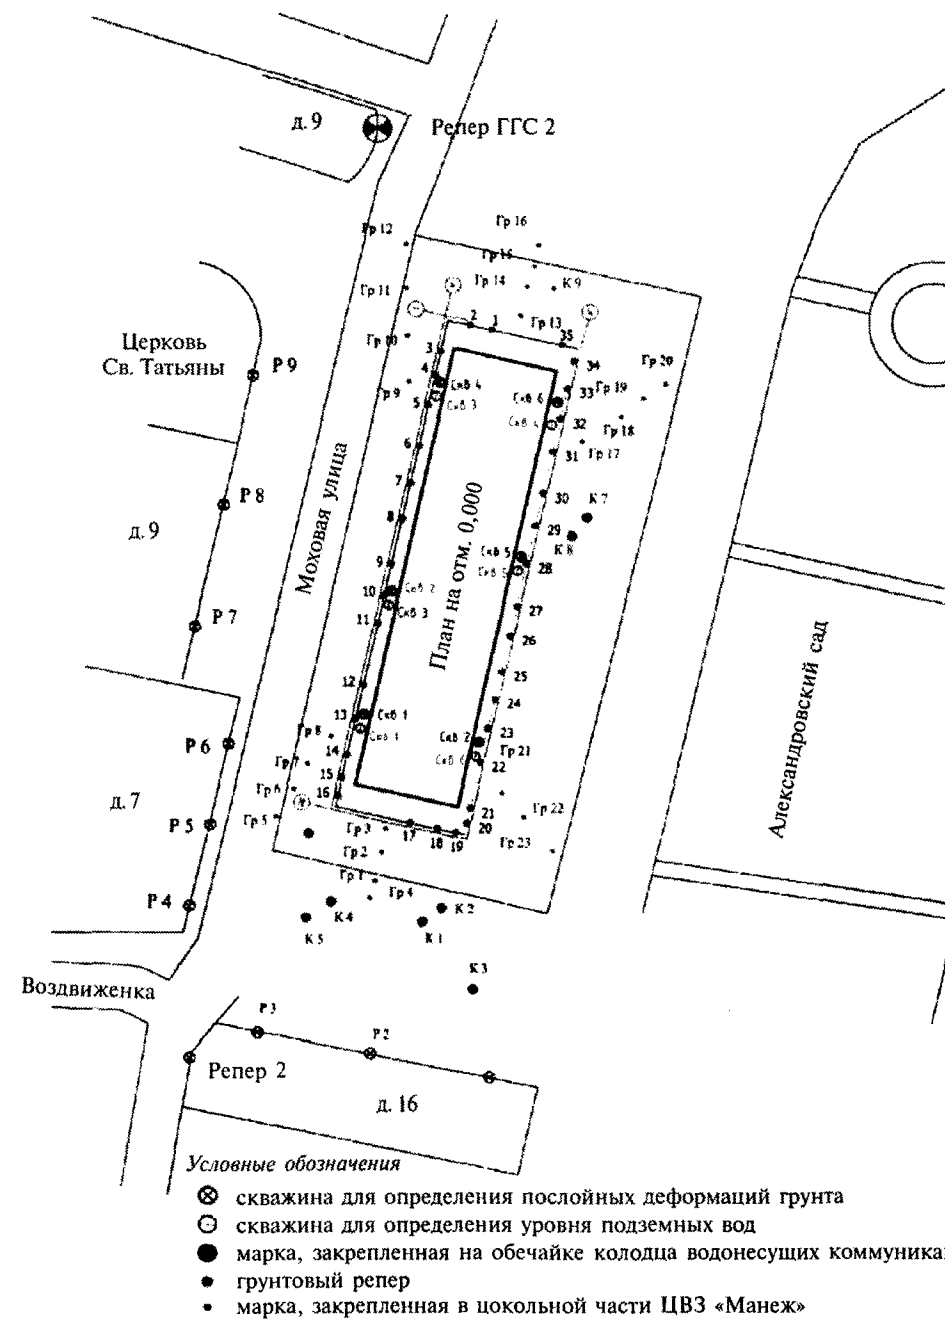 д. 9
Репер ГГС 2
Гр 12
Гр 16
Гр 15
Гр 11
Гр 14
К 9
2
1
Гр 13
35
Гр 10
3
34
Церковь
Св. Татьяны
Р 9
4
Скв 4
Гр 9
Скв 3
5
Скв 6
33
Гр 19
Гр 20
Скв 4
32
Гр 18
6
31
Гр 17
7
Моховая улица
План на отм. 0,000
Р 8
30
К 7
8
29
К 8
д. 9
9
Скв 5
28
10
Скв 2
Скв 3
27
Р 7
11
26
Александровский сад
12
25
24
13
Скв 1
Скв 1
23
Гр 8
Скв 2
Гр 21
Р 6
14
Скв 6
22
Гр 7
15
16
Гр 6
д. 7
21
Гр 22
Гр 5
Р 5
Гр 3
17
18
19
20
Гр 2
Гр 23
Гр 1
Гр 4
Р 4
К 4
К 2
К 5
К 1
К 3
Воздвиженка
Р 3
Р 2
Репер 2
д. 16
Условные обозначения
скважина для определения послойных деформаций грунта
скважина для определения уровня подземных вод
марка, закрепленная на обечайке колодца водонесущих коммуника
грунтовый репер
марка, закрепленная в цокольной части ЦВЗ «Манеж»